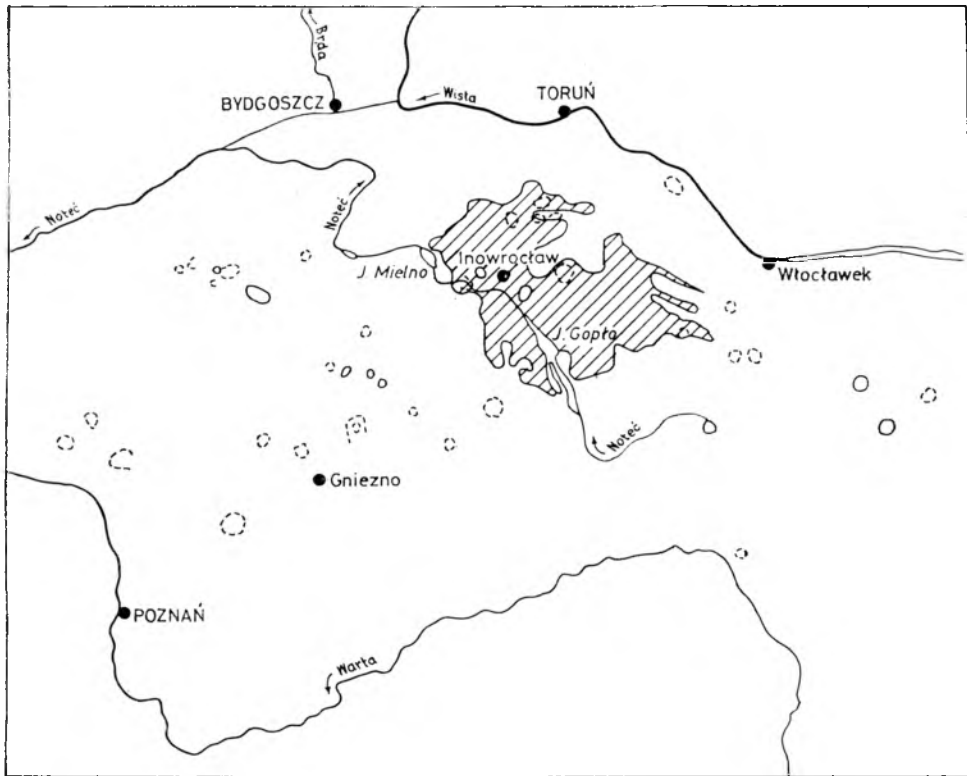 Brda
BYDGOSZCZ
Wisła
TORUŃ
Noteć
Noteć
J. Mielno
Inowrocław
Włocławek
J. Gopło
Noteć
Gniezno
POZNAŃ
Warta